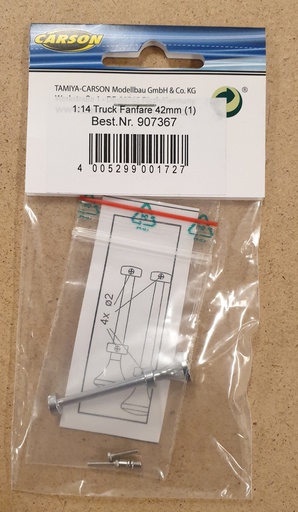 CARSON
TAMIYA-CARSON Modellbau GmbH & Co. KG
1:14 Truck Fanfare 42mm (1)
Best.Nr. 907367
4 005299 001727
4x ø2